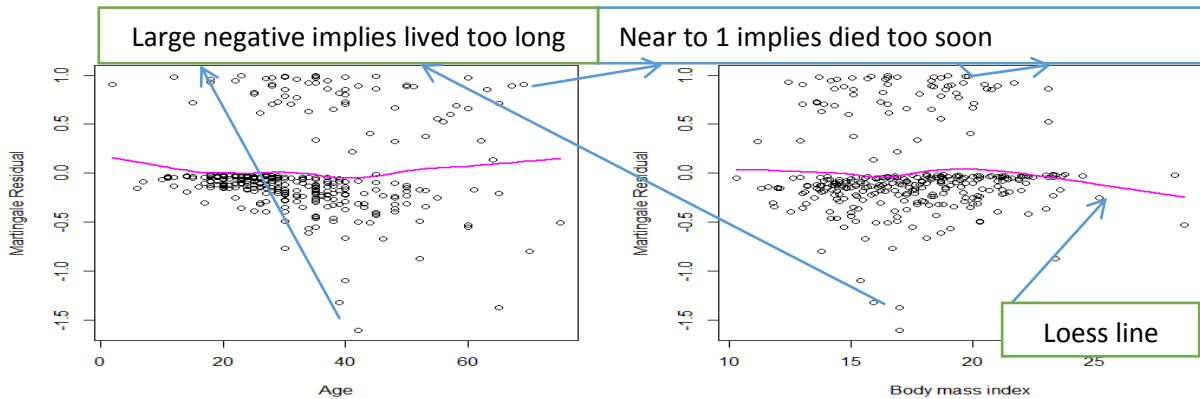 Large negative implies lived too long
Near to 1 implies died too soon
Martingale Residual
1.0
0.5
0.0
-0.5
-1.0
-1.5
0
20
40
60
Age
Martingale Residual
1.0
0.5
0.0
-0.5
-1.0
-1.5
10
15
20
25
Body mass index
Loess line